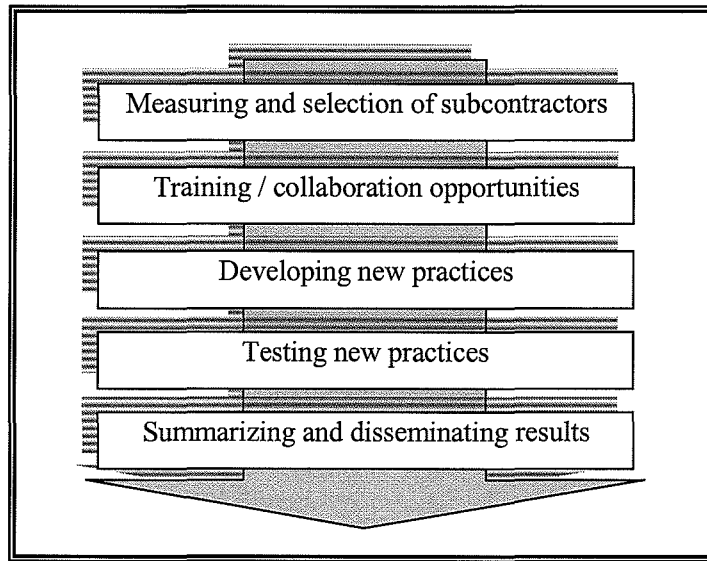 Measuring and selection of subcontractors
Training / collaboration opportunities
Developing new practices
Testing new practices
Summarizing and disseminating results